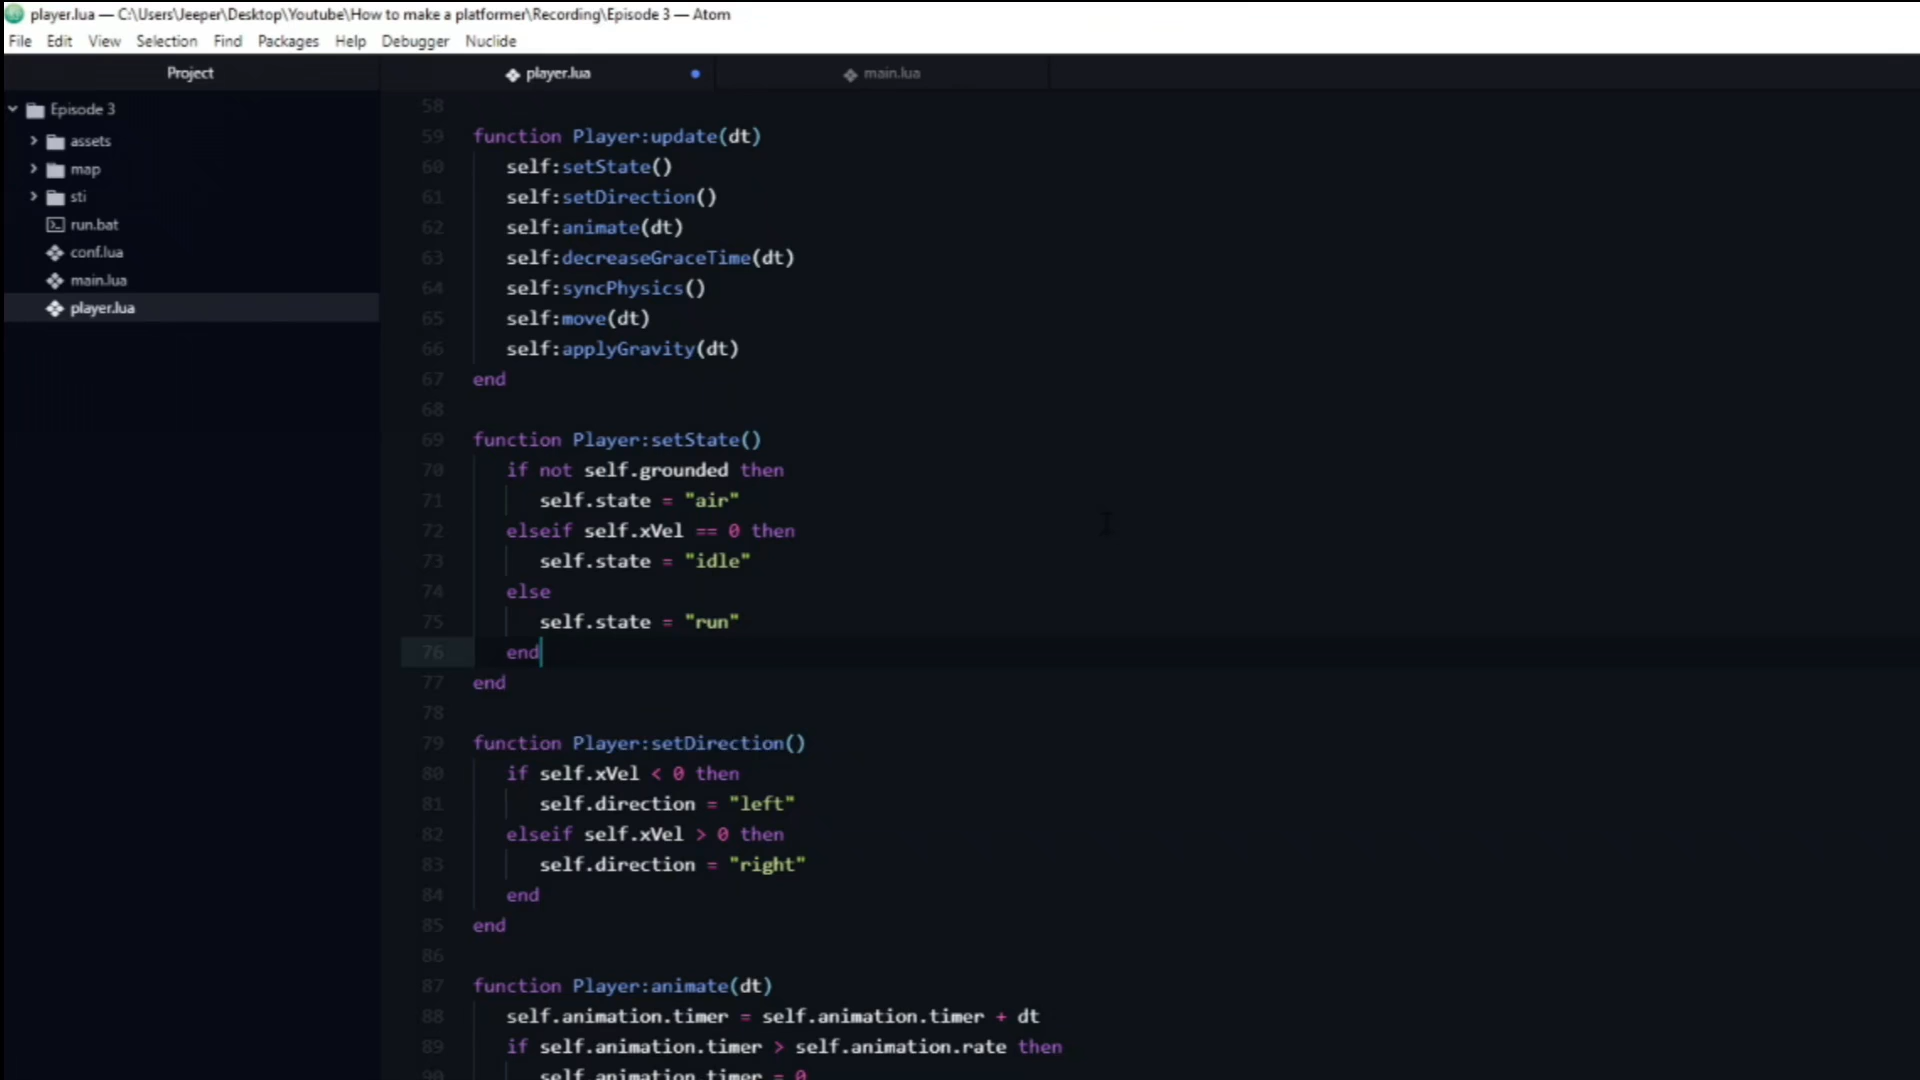 player.lua — C:\Users\Jeeper\Desktop\Youtube\How to make a platformer\Recording\Episode 3 — Atom
File Edit View Selection Find Packages Help Debugger Nuclide
Project
player.lua
main.lua
Episode 3
assets
map
sti
run.bat
conf.lua
main.lua
player.lua
58
59 function Player:update(dt)
60 self:setState()
61 self:setDirection()
62 self:animate(dt)
63 self:decreaseGraceTime(dt)
64 self:syncPhysics()
65 self:move(dt)
66 self:applyGravity(dt)
67 end
68
69 function Player:setState()
70 if not self.grounded then
71 self.state = "air"
72 elseif self.xVel == 0 then
73 self.state = "idle"
74 else
75 self.state = "run"
76 end
77 end
78
79 function Player:setDirection()
80 if self.xVel < 0 then
81 self.direction = "left"
82 elseif self.xVel > 0 then
83 self.direction = "right"
84 end
85 end
86
87 function Player:animate(dt)
88 self.animation.timer = self.animation.timer + dt
89 if self.animation.timer > self.animation.rate then
90 self.animation.timer = 0